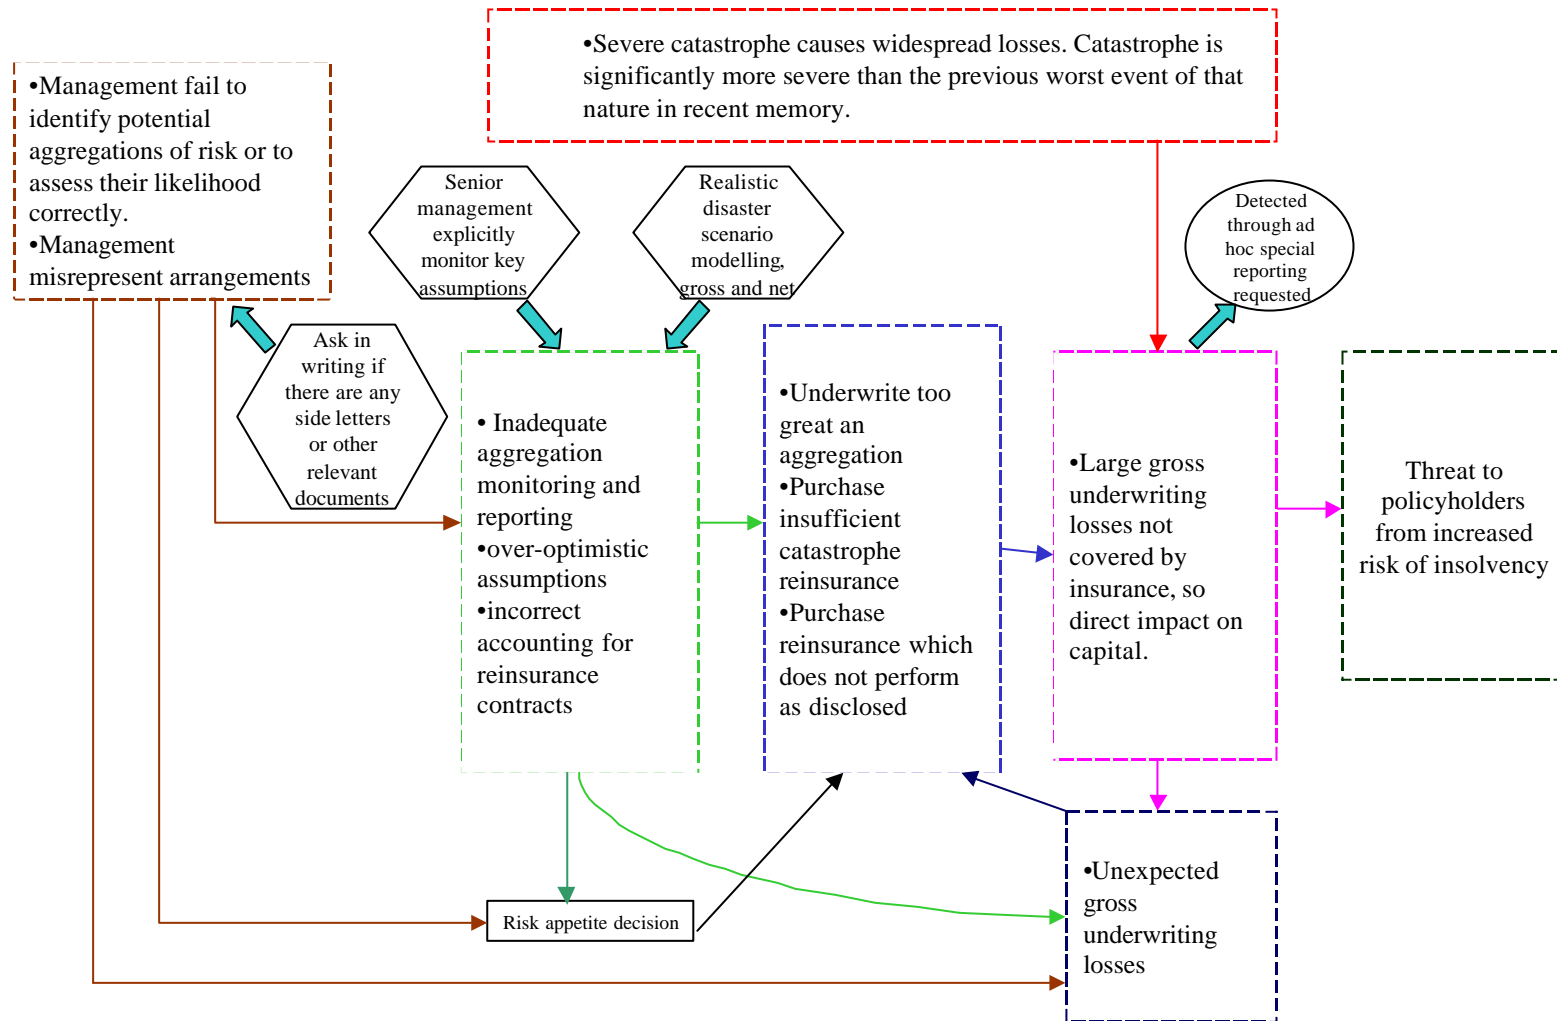 •Severe catastrophe causes widespread losses. Catastrophe is
significantly more severe than the previous worst event of that
nature in recent memory.
•Management fail to
identify potential
aggregations of risk or to
assess their likelihood
correctly.
•Management
misrepresent arrangements
Senior
management
explicitly
monitor key
assumptions
Realistic
disaster
scenario
modelling,
gross and net
Detected
through ad
hoc special
reporting
requested
Ask in
writing if
there are any
side letters
or other
relevant
documents
• Inadequate
aggregation
monitoring and
reporting
•over-optimistic
assumptions
•incorrect
accounting for
reinsurance
contracts
•Underwrite too
great an
aggregation
•Purchase
insufficient
catastrophe
reinsurance
•Purchase
reinsurance which
does not perform
as disclosed
•Large gross
underwriting
losses not
covered by
insurance, so
direct impact on
capital.
Threat to
policyholders
from increased
risk of insolvency
Risk appetite decision
•Unexpected
gross
underwriting
losses